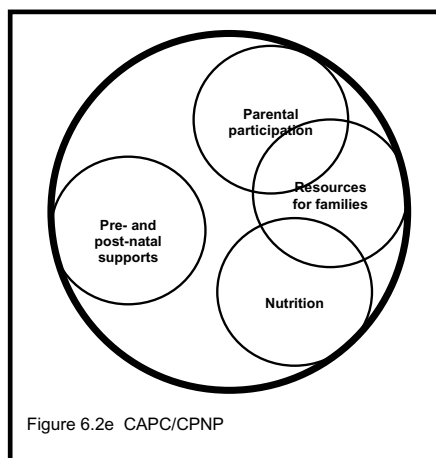 Parental
participation
Resources
for families
Pre- and
post-natal
supports
Nutrition
Figure 6.2e  CAPC/CPNP